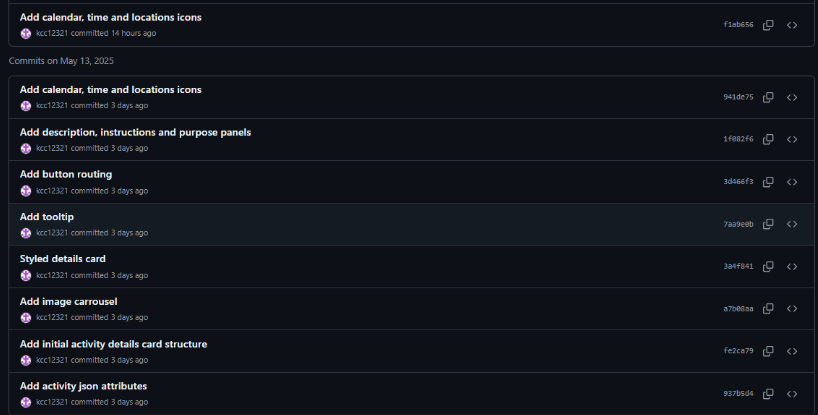 Add calendar, time and locations icons
kcc12321 committed 14 hours ago
f1ab656
Commits on May 13, 2025
Add calendar, time and locations icons
kcc12321 committed 3 days ago
941de75
Add description, instructions and purpose panels
kcc12321 committed 3 days ago
1f082f6
Add button routing
kcc12321 committed 3 days ago
3d466f3
Add tooltip
kcc12321 committed 3 days ago
7aa9e0b
Styled details card
kcc12321 committed 3 days ago
3a4f841
Add image carrousel
kcc12321 committed 3 days ago
a7b08aa
Add initial activity details card structure
kcc12321 committed 3 days ago
fe2ca79
Add activity json attributes
kcc12321 committed 3 days ago
937b5d4